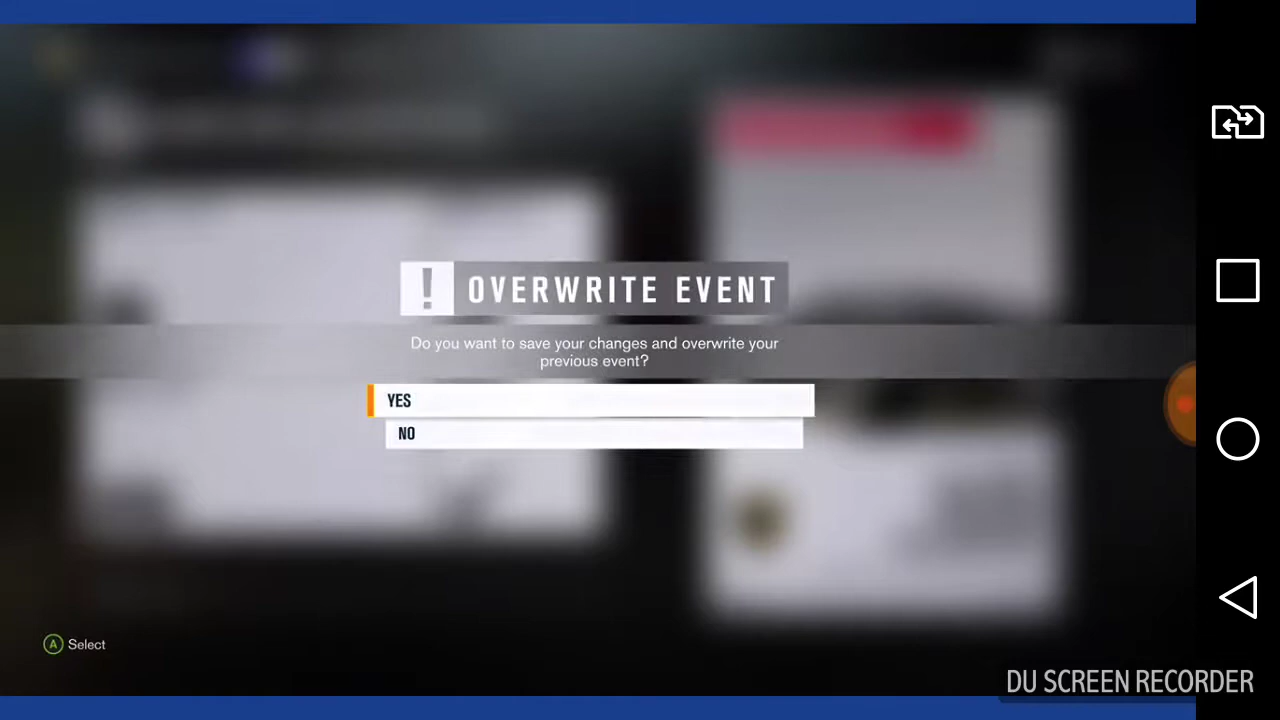 ! OVERWRITE EVENT
Do you want to save your changes and overwrite your
previous event?
YES
NO
A Select
DU SCREEN RECORDER